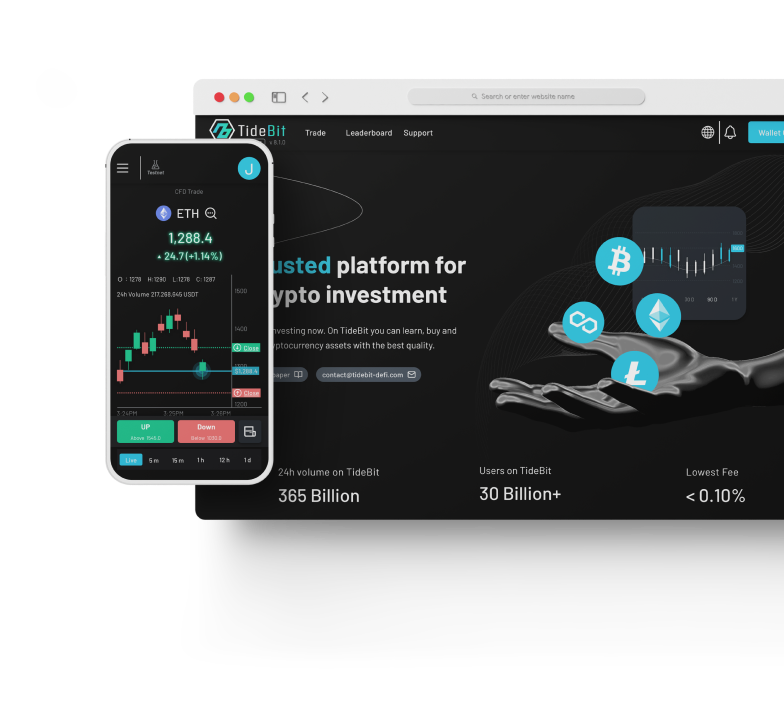 Search or enter website name
TideBit
Trade
Leaderboard
Support
Wallet
Testnet
J
CFD Trade
ETH
1,288.4
24.7 (+1.14%)
O : 1278 H:1290 L:1278 C: 1287
24h Volume 217,268,645 USDT
1500
1400
Close
$1,288.4
Close
1200
3:24PM 3:25PM 3:28PM
UP
Down
Live 5 m 15 m 1 h 12 h 1 d
usted platform for
ypto investment
nvesting now. On TideBit you can learn, buy and
yptocurrency assets with the best quality.
paper
contact@tidebit-defi.com
24h volume on TideBit
365 Billion
Users on TideBit
30 Billion+
Lowest Fee
< 0.10%